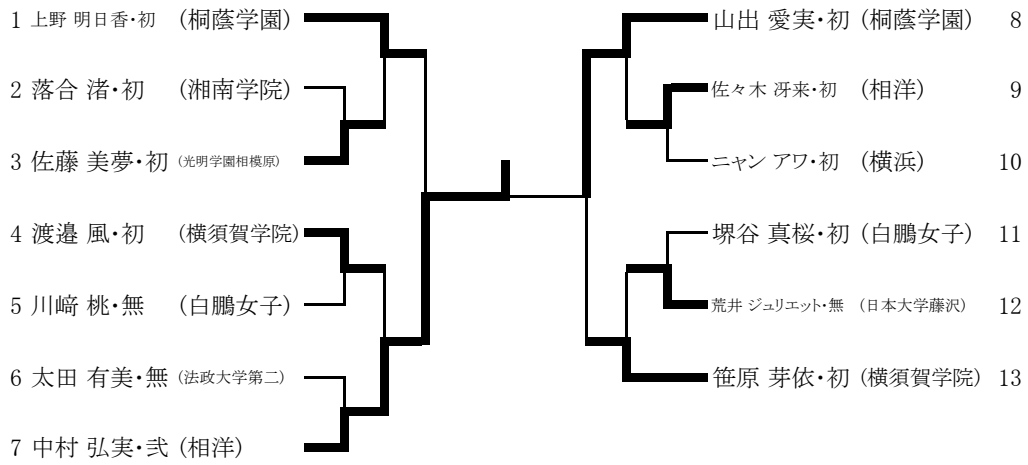 1 上野 明日香・初 (桐蔭学園)
2 落合 渚・初 (湘南学院)
3 佐藤 美夢・初 (光明学園相模原)
4 渡邉 風・初 (横須賀学院)
5 川﨑 桃・無 (白鵬女子)
6 太田 有美・無 (法政大学第二)
7 中村 弘実・弐 (相洋)
山出 愛実・初 (桐蔭学園) 8
佐々木 冴来・初 (相洋) 9
ニャン アワ・初 (横浜) 10
堺谷 真桜・初 (白鵬女子) 11
荒井 ジュリエット・無 (日本大学藤沢) 12
笹原 芽依・初 (横須賀学院) 13